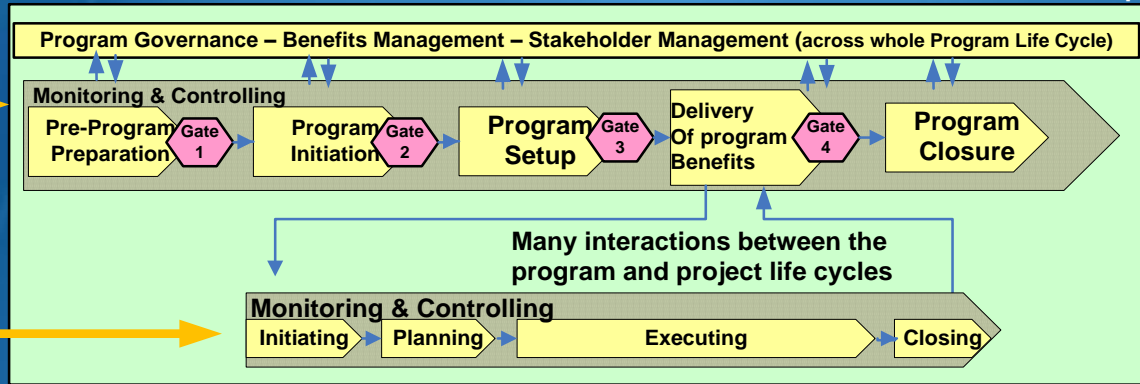 Program Governance – Benefits Management – Stakeholder Management (across whole Program Life Cycle)
Monitoring & Controlling
Pre-Program
Preparation
Gate
1
Program
Initiation
Gate
2
Program
Setup
Gate
3
Delivery
Of program
Benefits
Gate
4
Program
Closure
Many interactions between the
program and project life cycles
Monitoring & Controlling
Initiating
Planning
Executing
Closing